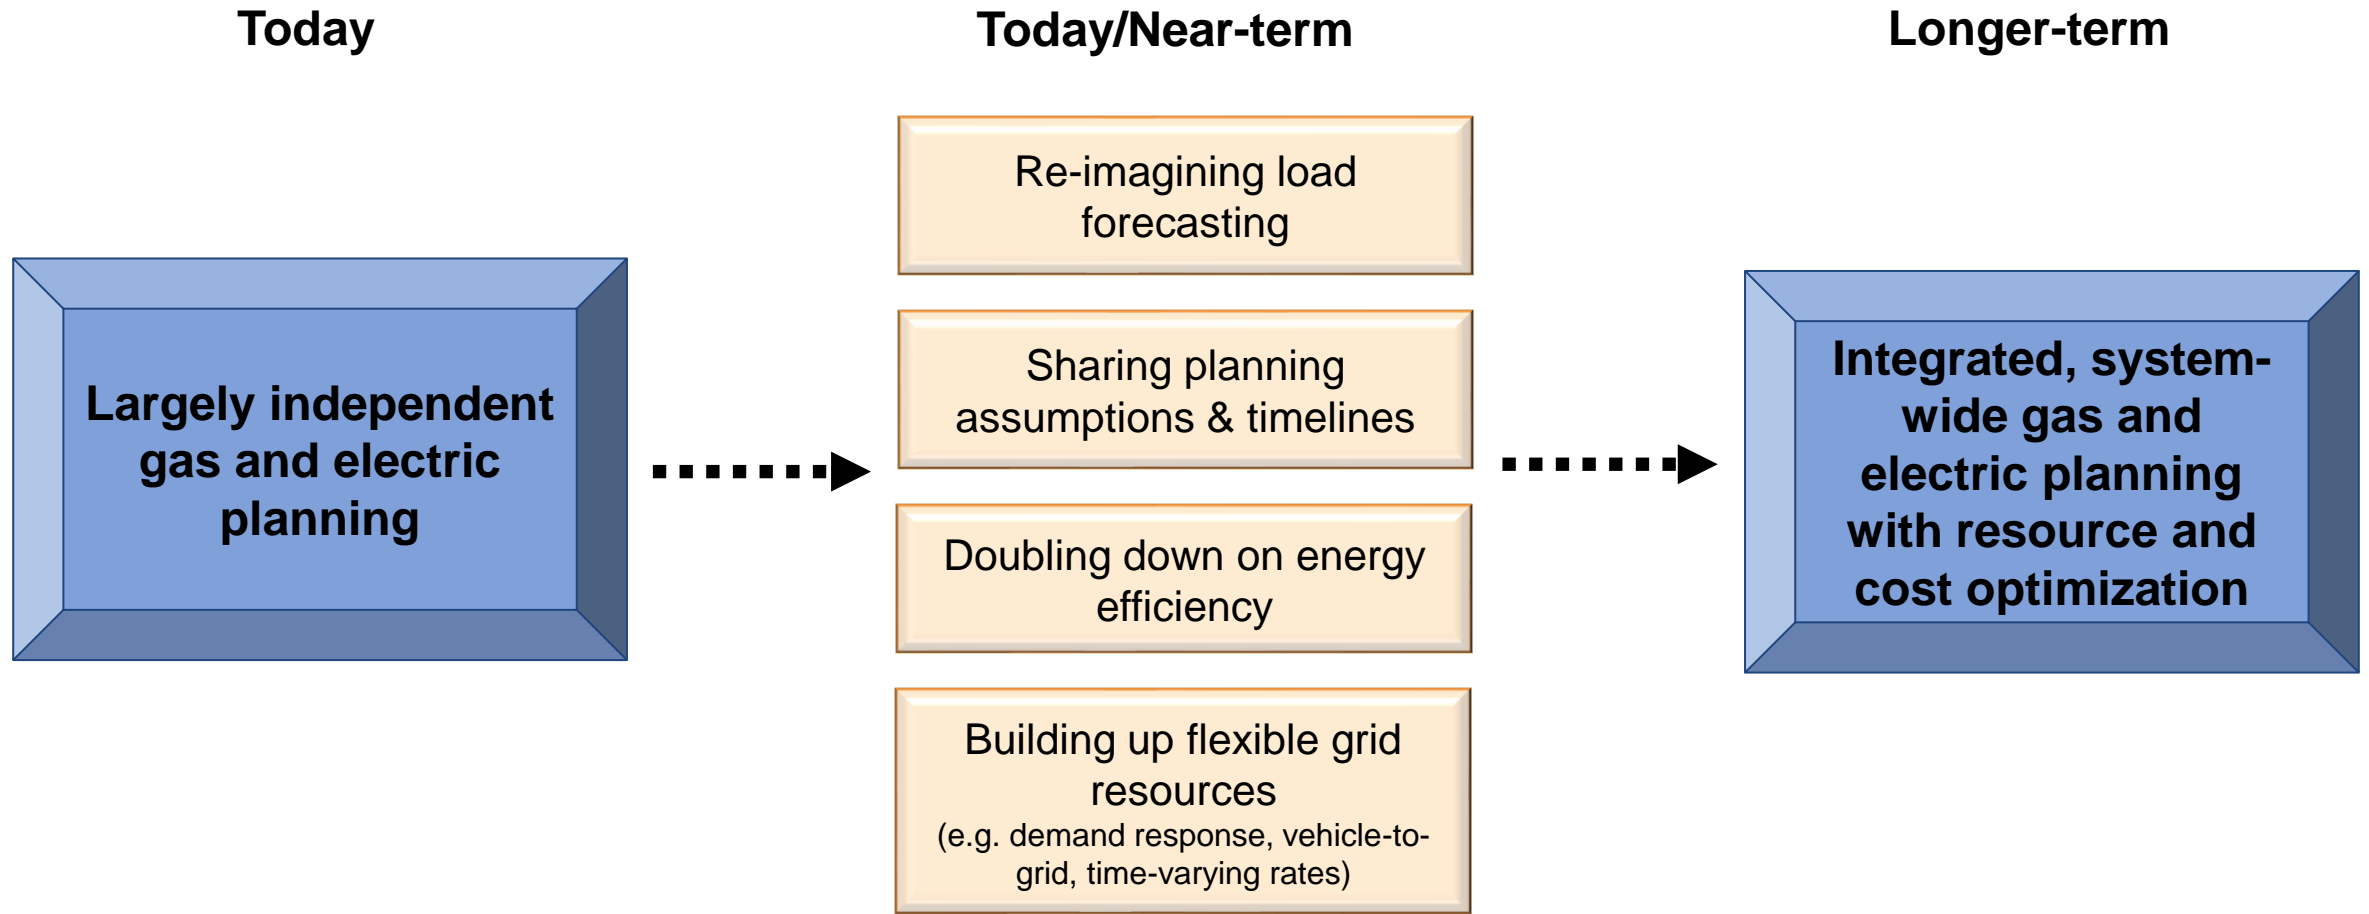 Today
Today/Near-term
Longer-term
Largely independent
gas and electric
planning
Re-imagining load
forecasting
Sharing planning
assumptions & timelines
Doubling down on energy
efficiency
Building up flexible grid
resources
(e.g. demand response, vehicle-to-
grid, time-varying rates)
Integrated, system-
wide gas and
electric planning
with resource and
cost optimization